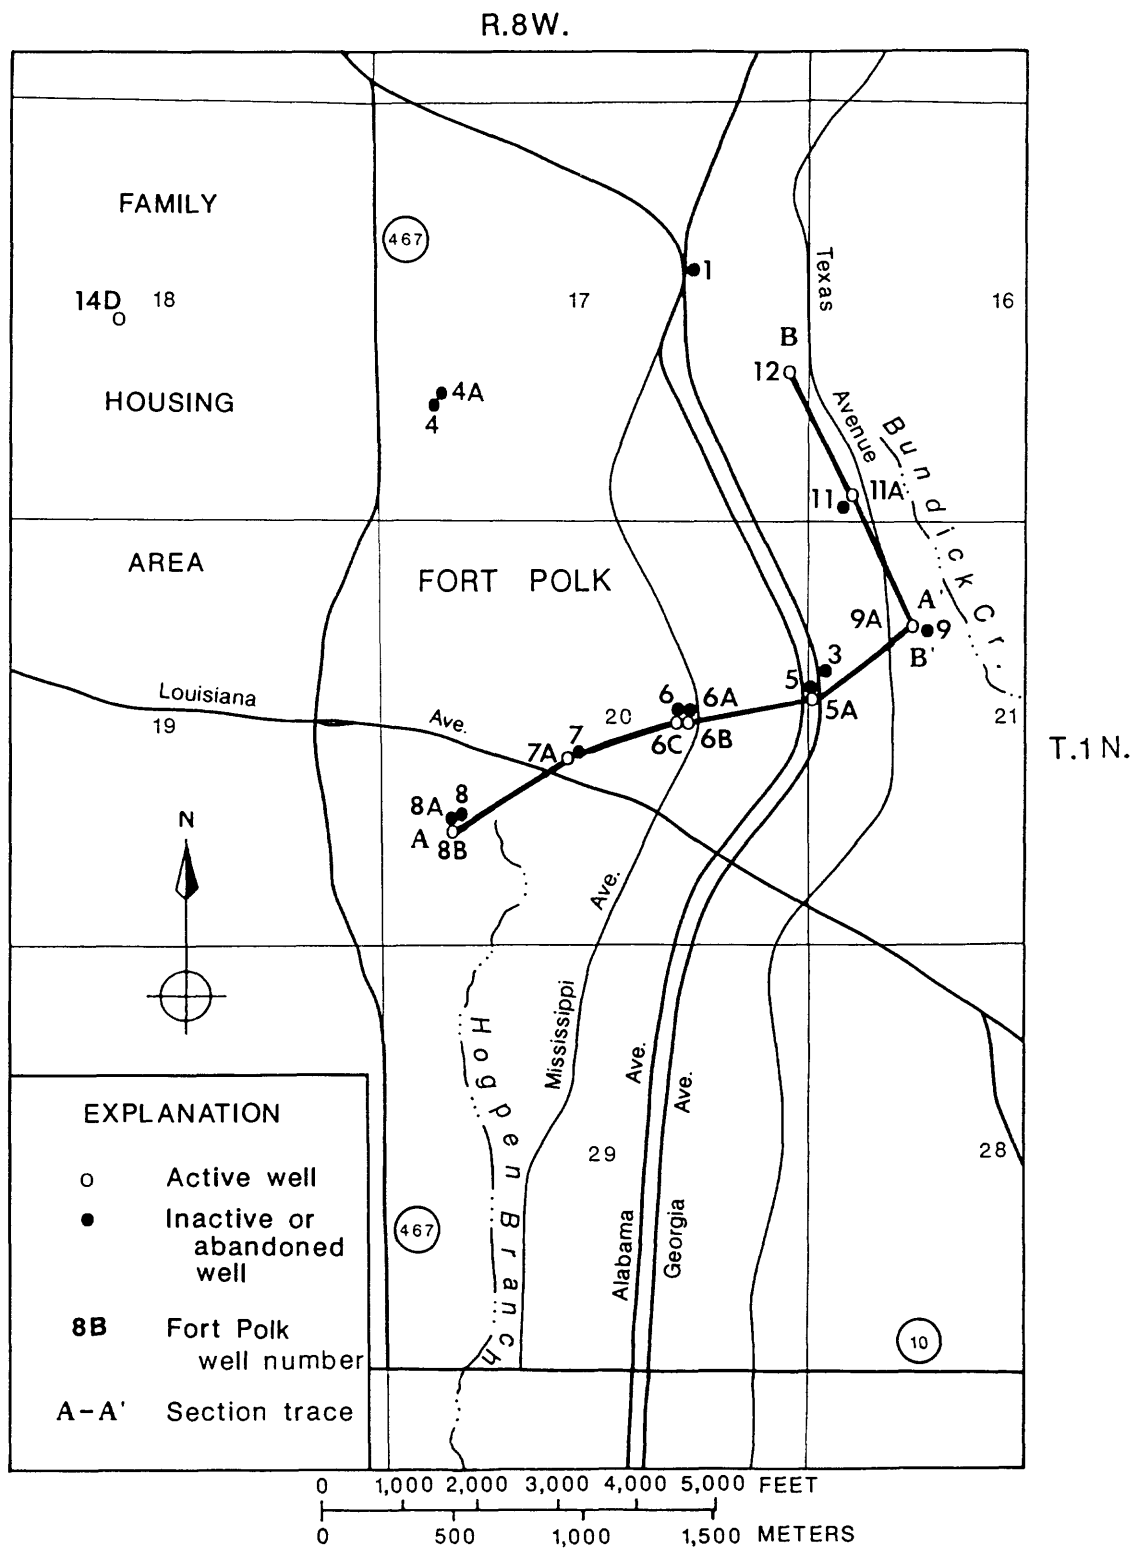 R.8W.
FAMILY
467
1
Texas
14D
18
17
16
B
12
HOUSING
4A
4
Avenue
Bundick Cr.
11A
11
AREA
FORT POLK
A'
9A
9
B'
3
5
5A
Louisiana
Ave.
19
20
21
6
6A
6C
6B
7
7A
T.1 N.
8
8A
A
8B
N
Ave.
Mississippi
Hogpen Branch
Ave.
Ave.
29
28
Alabama
Georgia
467
10
EXPLANATION
Active well
Inactive or
abandoned
well
8B Fort Polk
well number
A-A' Section trace
0 1,000 2,000 3,000 4,000 5,000 FEET
0 500 1,000 1,500 METERS